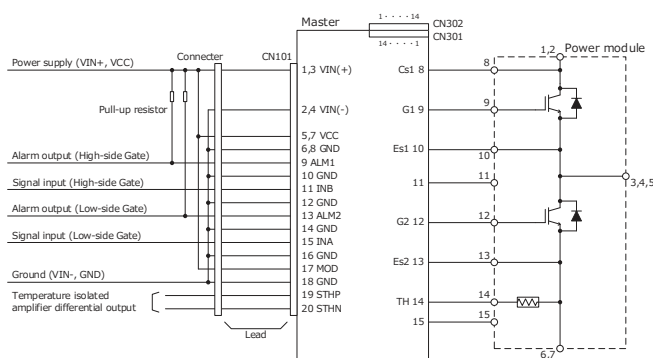 Master
1····14
CN302
CN301
14····1
Power module
Connecter
CN101
Power supply (VIN+, VCC)
Pull-up resistor
Alarm output (High-side Gate)
Signal input (High-side Gate)
Alarm output (Low-side Gate)
Signal input (Low-side Gate)
Ground (VIN-, GND)
Temperature isolated
amplifier differential output
Lead
1,3 VIN(+)
2,4 VIN(-)
5,7 VCC
6,8 GND
9 ALM1
10 GND
11 INB
12 GND
13 ALM2
14 GND
15 INA
16 GND
17 MOD
18 GND
19 STHP
20 STHN
Cs1 8
G1 9
Es1 10
11
G2 12
Es2 13
TH 14
15
8
9
10
11
12
13
14
15
1,2
3,4,5
6,7